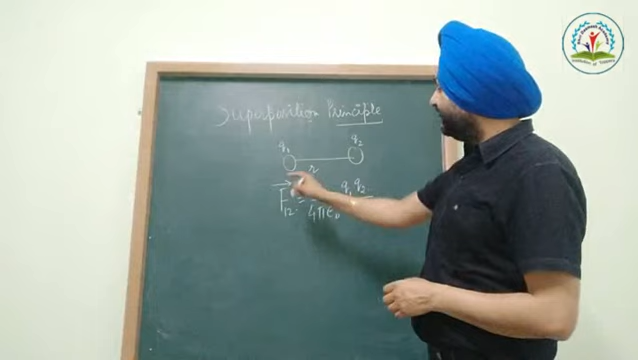 Superposition Principle
q₁ q₂
r
F₁₂ = q₁ q₂
4πε₀